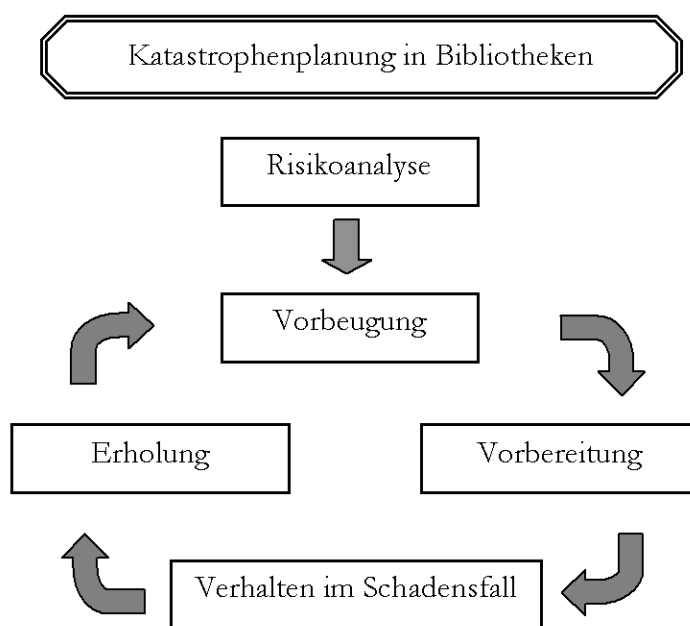 Katastrophenplanung in Bibliotheken
Risikoanalyse
Vorbeugung
Erholung
Vorbereitung
Verhalten im Schadensfall